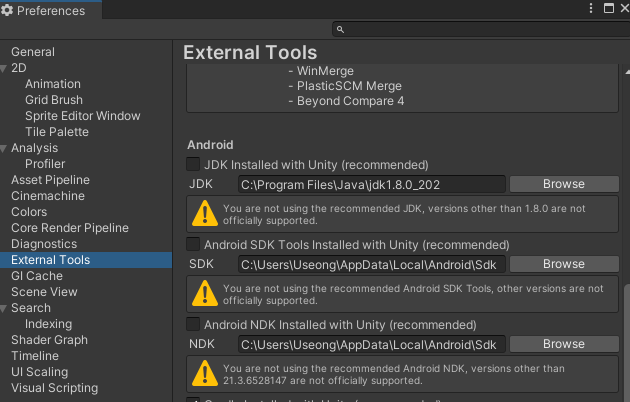 Preferences
General
2D
Animation
Grid Brush
Sprite Editor Window
Tile Palette
Analysis
Profiler
Asset Pipeline
Cinemachine
Colors
Core Render Pipeline
Diagnostics
External Tools
GI Cache
Scene View
Search
Indexing
Shader Graph
Timeline
UI Scaling
Visual Scripting
External Tools
- WinMerge
- PlasticSCM Merge
- Beyond Compare 4
Android
JDK Installed with Unity (recommended)
JDK C:\Program Files\Java\jdk1.8.0_202 Browse
You are not using the recommended JDK, versions other than 1.8.0 are not
officially supported.
Android SDK Tools Installed with Unity (recommended)
SDK C:\Users\Useong\AppData\Local\Android\Sdk Browse
You are not using the recommended Android SDK Tools, other versions are not
officially supported.
Android NDK Installed with Unity (recommended)
NDK C:\Users\Useong\AppData\Local\Android\Sdk Browse
You are not using the recommended Android NDK, versions other than
21.3.6528147 are not officially supported.